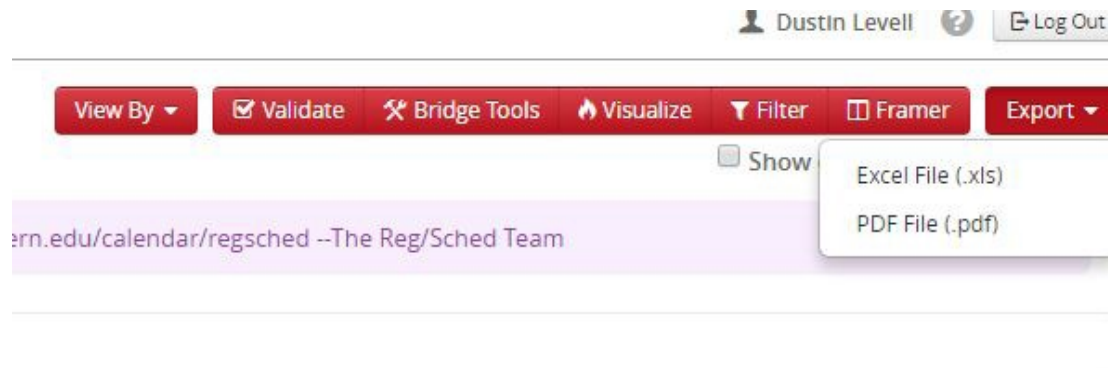 Dustin Levell ? Log Out
View By Validate Bridge Tools Visualize Filter Framer Export
Show
Excel File (.xls)
PDF File (.pdf)
ern.edu/calendar/regsched --The Reg/Sched Team